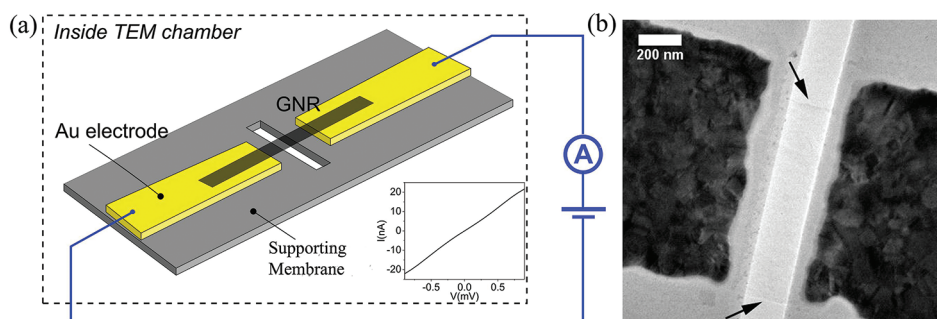 (a)
Inside TEM chamber
GNR
Au electrode
Supporting
Membrane
I(nA)
20
10
0
-10
-20
-0.5
0.0
0.5
V(mV)
A
(b)
200 nm